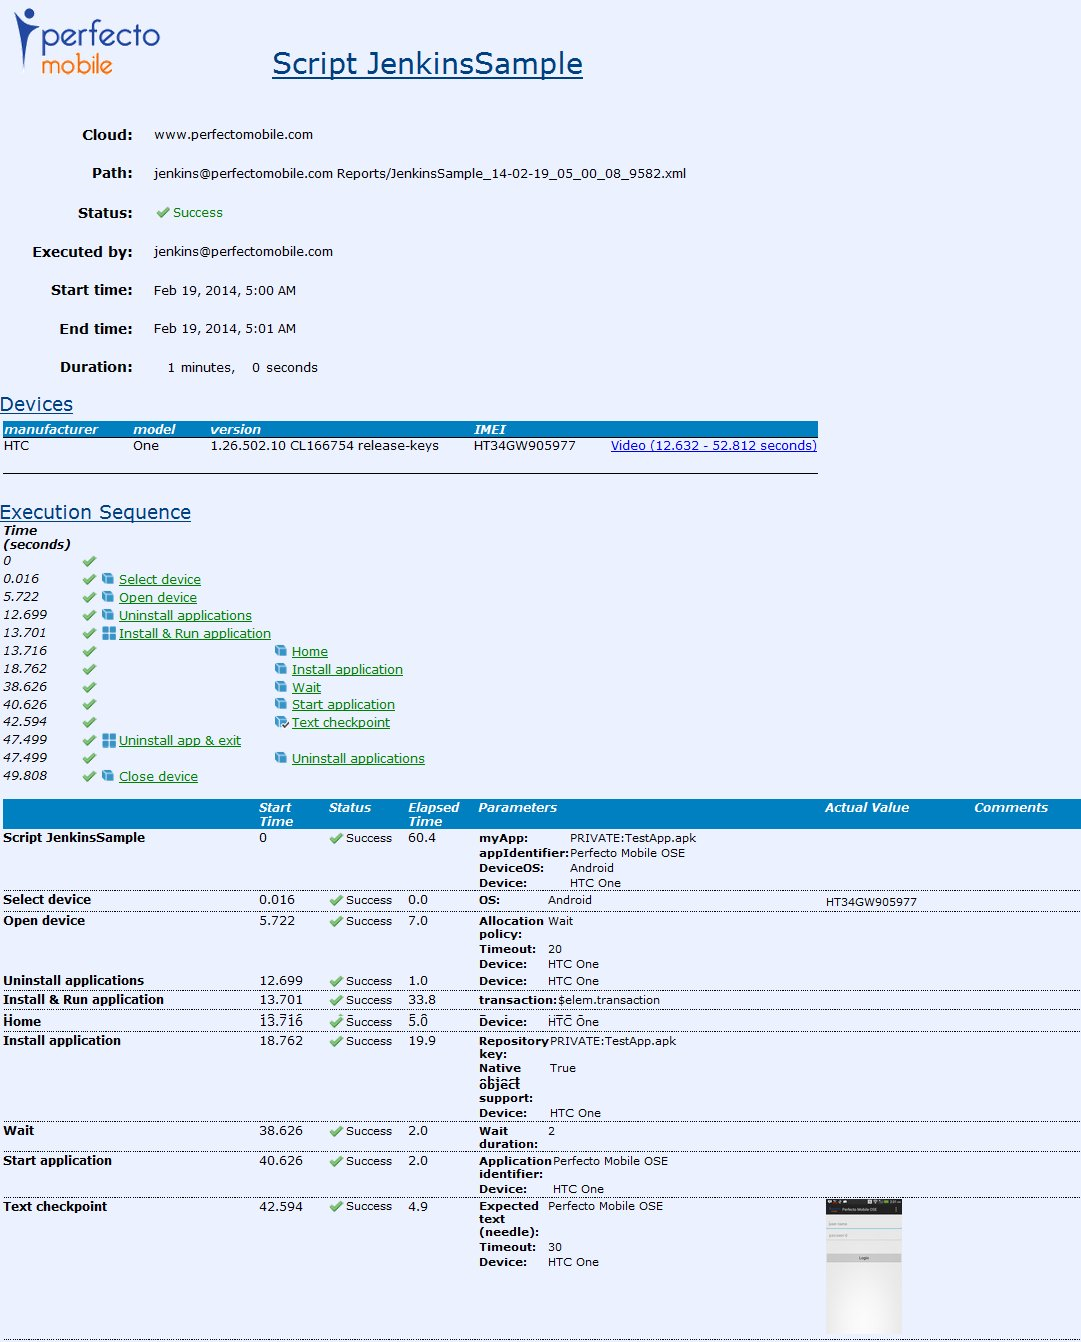 perfecto
mobile
Script JenkinsSample
Cloud: www.perfectomobile.com
Path: jenkins@perfectomobile.com Reports/JenkinsSample_14-02-19_05_00_08_9582.xml
Status: Success
Executed by: jenkins@perfectomobile.com
Start time: Feb 19, 2014, 5:00 AM
End time: Feb 19, 2014, 5:01 AM
Duration: 1 minutes, 0 seconds
Devices
manufacturer model version IMEI
HTC One 1.26.502.10 CL166754 release-keys HT34GW905977 Video (12.632 - 52.812 seconds)
Execution Sequence
Time
(seconds)
0
0.016 Select device
5.722 Open device
12.699 Uninstall applications
13.701 Install & Run application
13.716 Home
18.762 Install application
38.626 Wait
40.626 Start application
42.594 Text checkpoint
47.499 Uninstall app & exit
47.499 Uninstall applications
49.808 Close device
Start Status Elapsed Parameters Actual Value Comments
Time Time
Script JenkinsSample 0 Success 60.4 myApp: PRIVATE:TestApp.apk
appIdentifier: Perfecto Mobile OSE
DeviceOS: Android
Device: HTC One
Select device 0.016 Success 0.0 OS: Android HT34GW905977
Open device 5.722 Success 7.0 Allocation Wait
policy:
Timeout: 20
Device: HTC One
Uninstall applications 12.699 Success 1.0 Device: HTC One
Install & Run application 13.701 Success 33.8 transaction:$elem.transaction
Home 13.716 Success 5.0 Device: HTC One
Install application 18.762 Success 19.9 Repository PRIVATE:TestApp.apk
key:
Native True
object
support:
Device: HTC One
Wait 38.626 Success 2.0 Wait 2
duration:
Start application 40.626 Success 2.0 Application Perfecto Mobile OSE
identifier:
Device: HTC One
Text checkpoint 42.594 Success 4.9 Expected Perfecto Mobile OSE
text
(needle):
Timeout: 30
Device: HTC One
Perfecto Mobile OSE
user name
password
Login